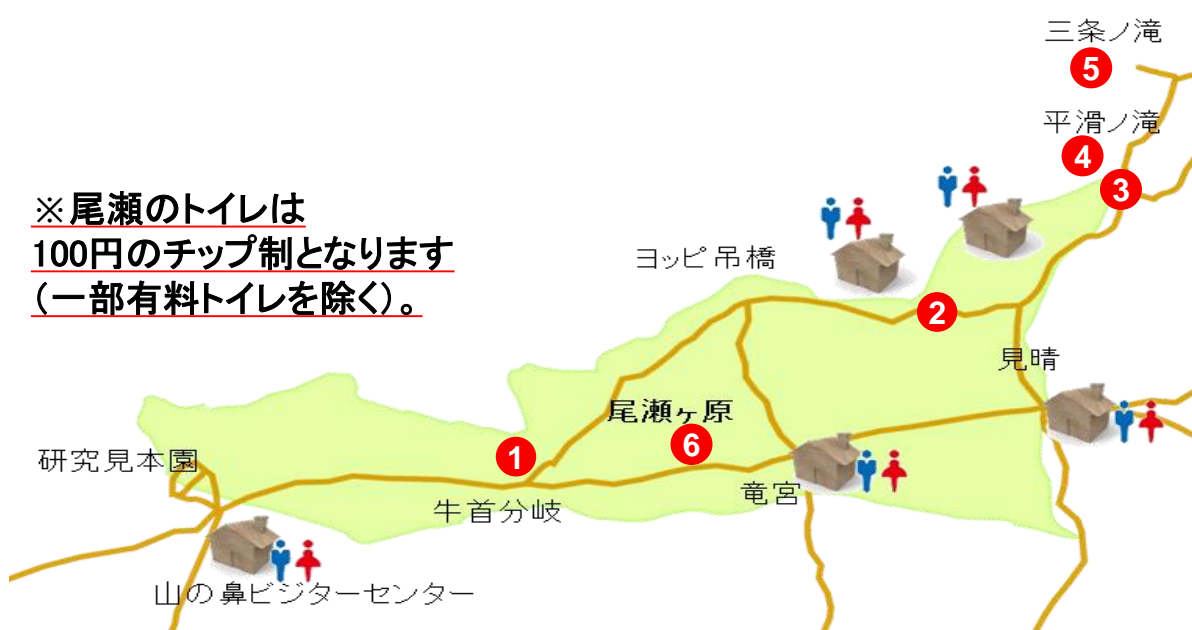 三条ノ滝
5
平滑ノ滝
4
3
※尾瀬のトイレは
100円のチップ制となります
（一部有料トイレを除く）。
ヨッピ吊橋
2
見晴
尾瀬ヶ原
6
1
研究見本園
竜宮
牛首分岐
山の鼻ビジターセンター